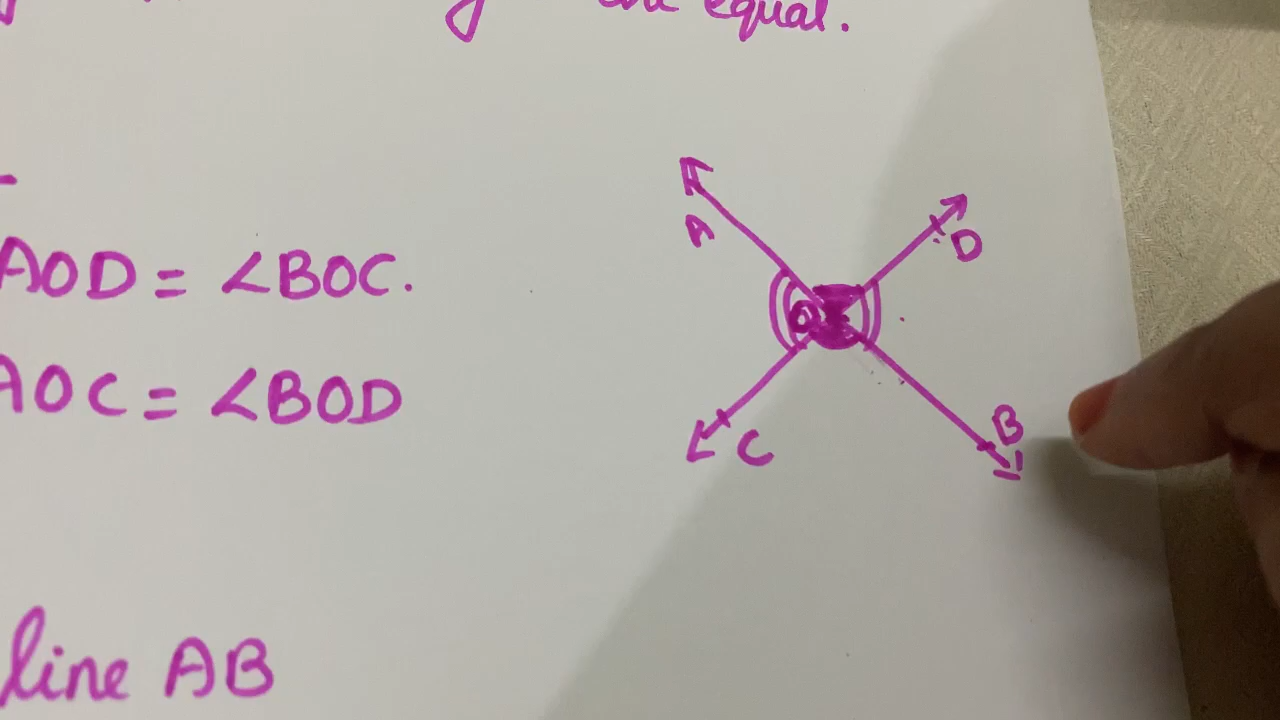 equal.
AOD = ∠BOC.
AOC = ∠BOD
line AB
A
D
O
B
C